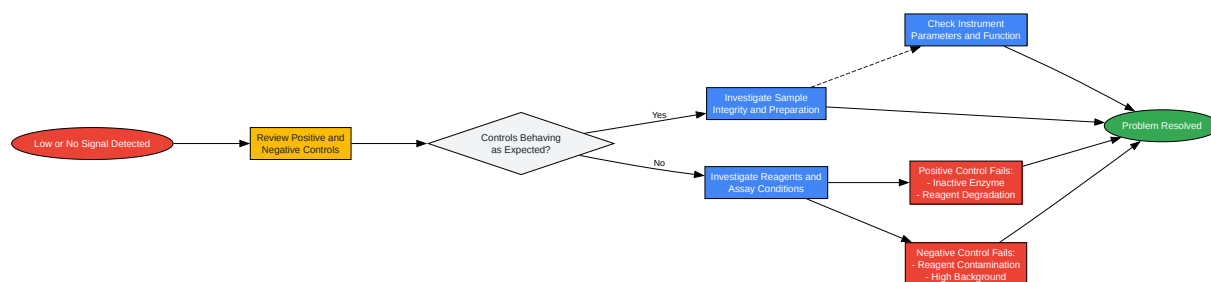 Low or No Signal Detected
Review Positive and
Negative Controls
Controls Behaving
as Expected?
Yes
No
Investigate Sample
Integrity and Preparation
Investigate Reagents and
Assay Conditions
Check Instrument
Parameters and Function
Positive Control Fails:
- Inactive Enzyme
- Reagent Degradation
Negative Control Fails:
- Reagent Contamination
- High Background
Problem Resolved